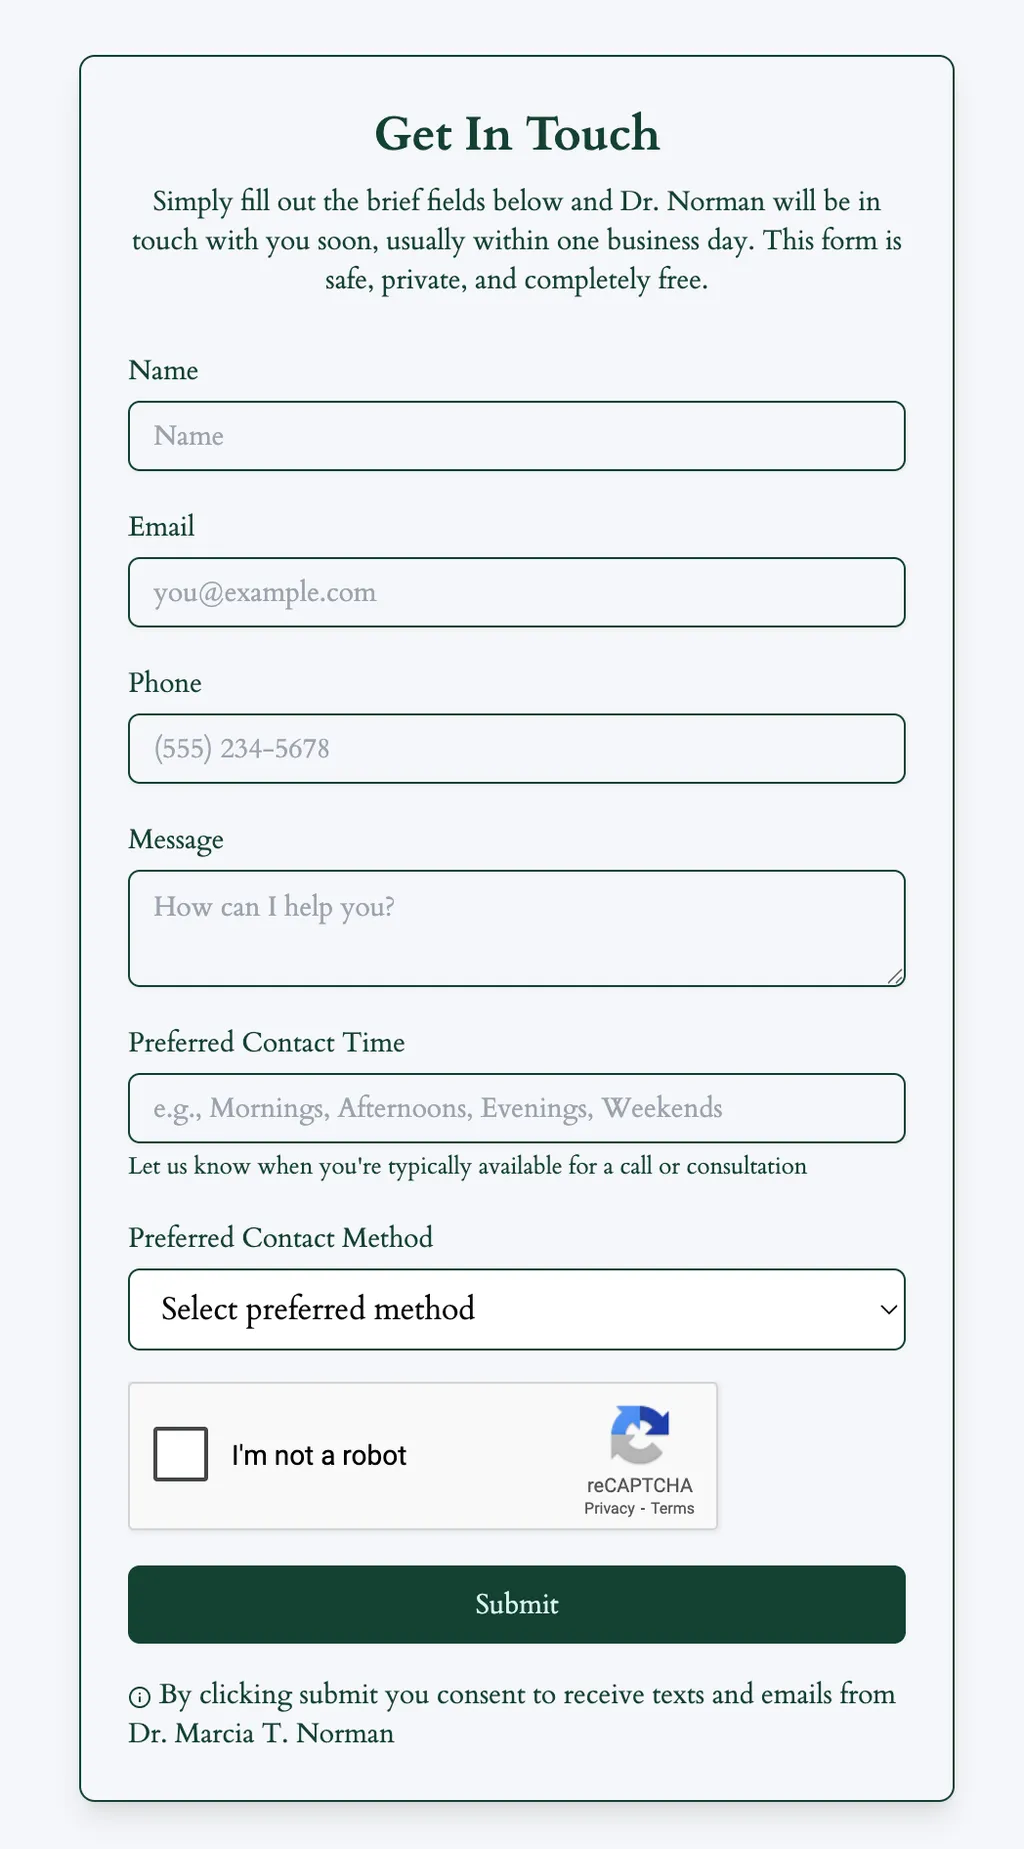 Get In Touch
Simply fill out the brief fields below and Dr. Norman will be in
touch with you soon, usually within one business day. This form is
safe, private, and completely free.
Name
Name
Email
you@example.com
Phone
(555) 234-5678
Message
How can I help you?
Preferred Contact Time
e.g., Mornings, Afternoons, Evenings, Weekends
Let us know when you're typically available for a call or consultation
Preferred Contact Method
Select preferred method
I'm not a robot
reCAPTCHA
Privacy - Terms
Submit
By clicking submit you consent to receive texts and emails from
Dr. Marcia T. Norman